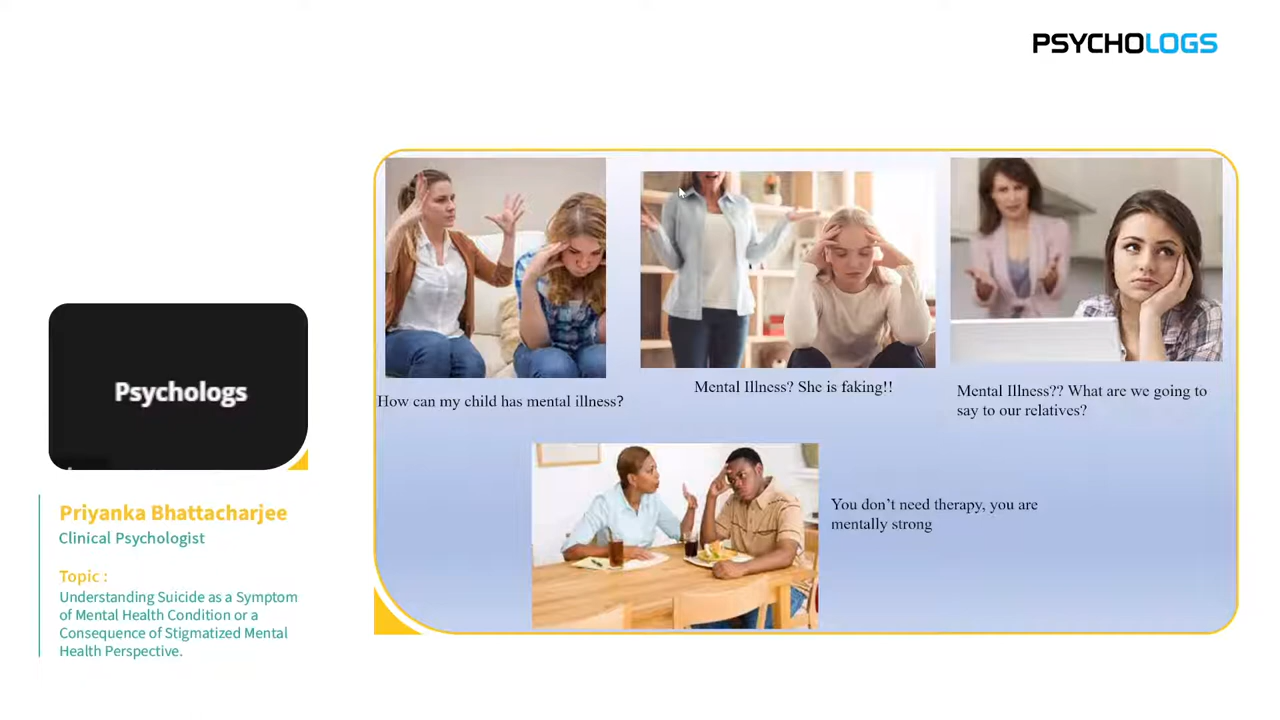 PSYCHOLOGS
How can my child has mental illness?
Mental Illness? She is faking!!
Mental Illness?? What are we going to
say to our relatives?
You don’t need therapy, you are
mentally strong
Psychologs
Priyanka Bhattacharjee
Clinical Psychologist
Topic :
Understanding Suicide as a Symptom
of Mental Health Condition or a
Consequence of Stigmatized Mental
Health Perspective.